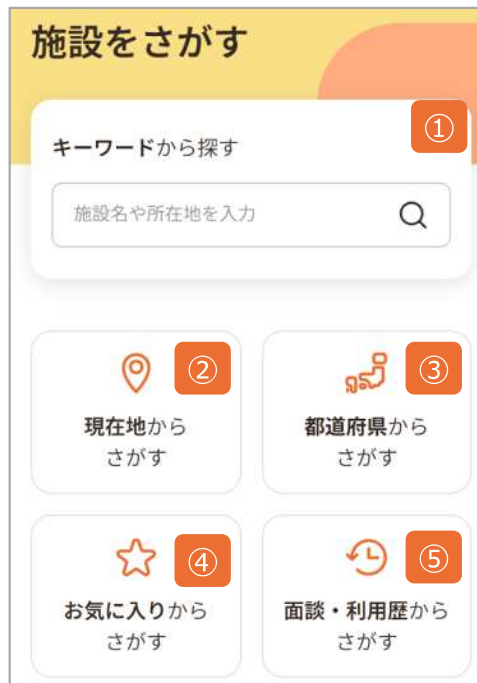 施設をさがす
①
キーワードから探す
施設名や所在地を入力
②
現在地から
さがす
③
都道府県から
さがす
④
お気に入りから
さがす
⑤
面談・利用歴から
さがす